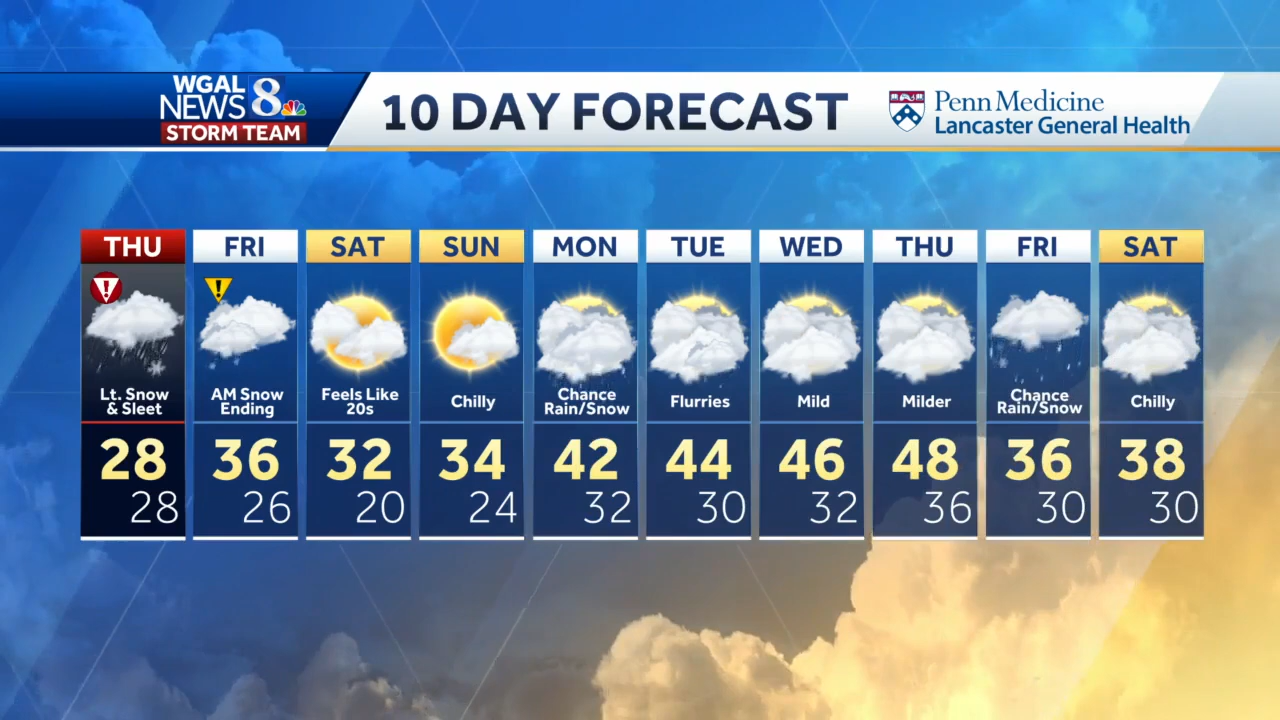 WGAL
NEWS 8
STORM TEAM
10 DAY FORECAST
Penn Medicine
Lancaster General Health
THU
!
Lt. Snow
& Sleet
28
28
FRI
!
AM Snow
Ending
36
26
SAT
Feels Like
20s
32
20
SUN
Chilly
34
24
MON
Chance
Rain/Snow
42
32
TUE
Flurries
44
30
WED
Mild
46
32
THU
Milder
48
36
FRI
Chance
Rain/Snow
36
30
SAT
Chilly
38
30